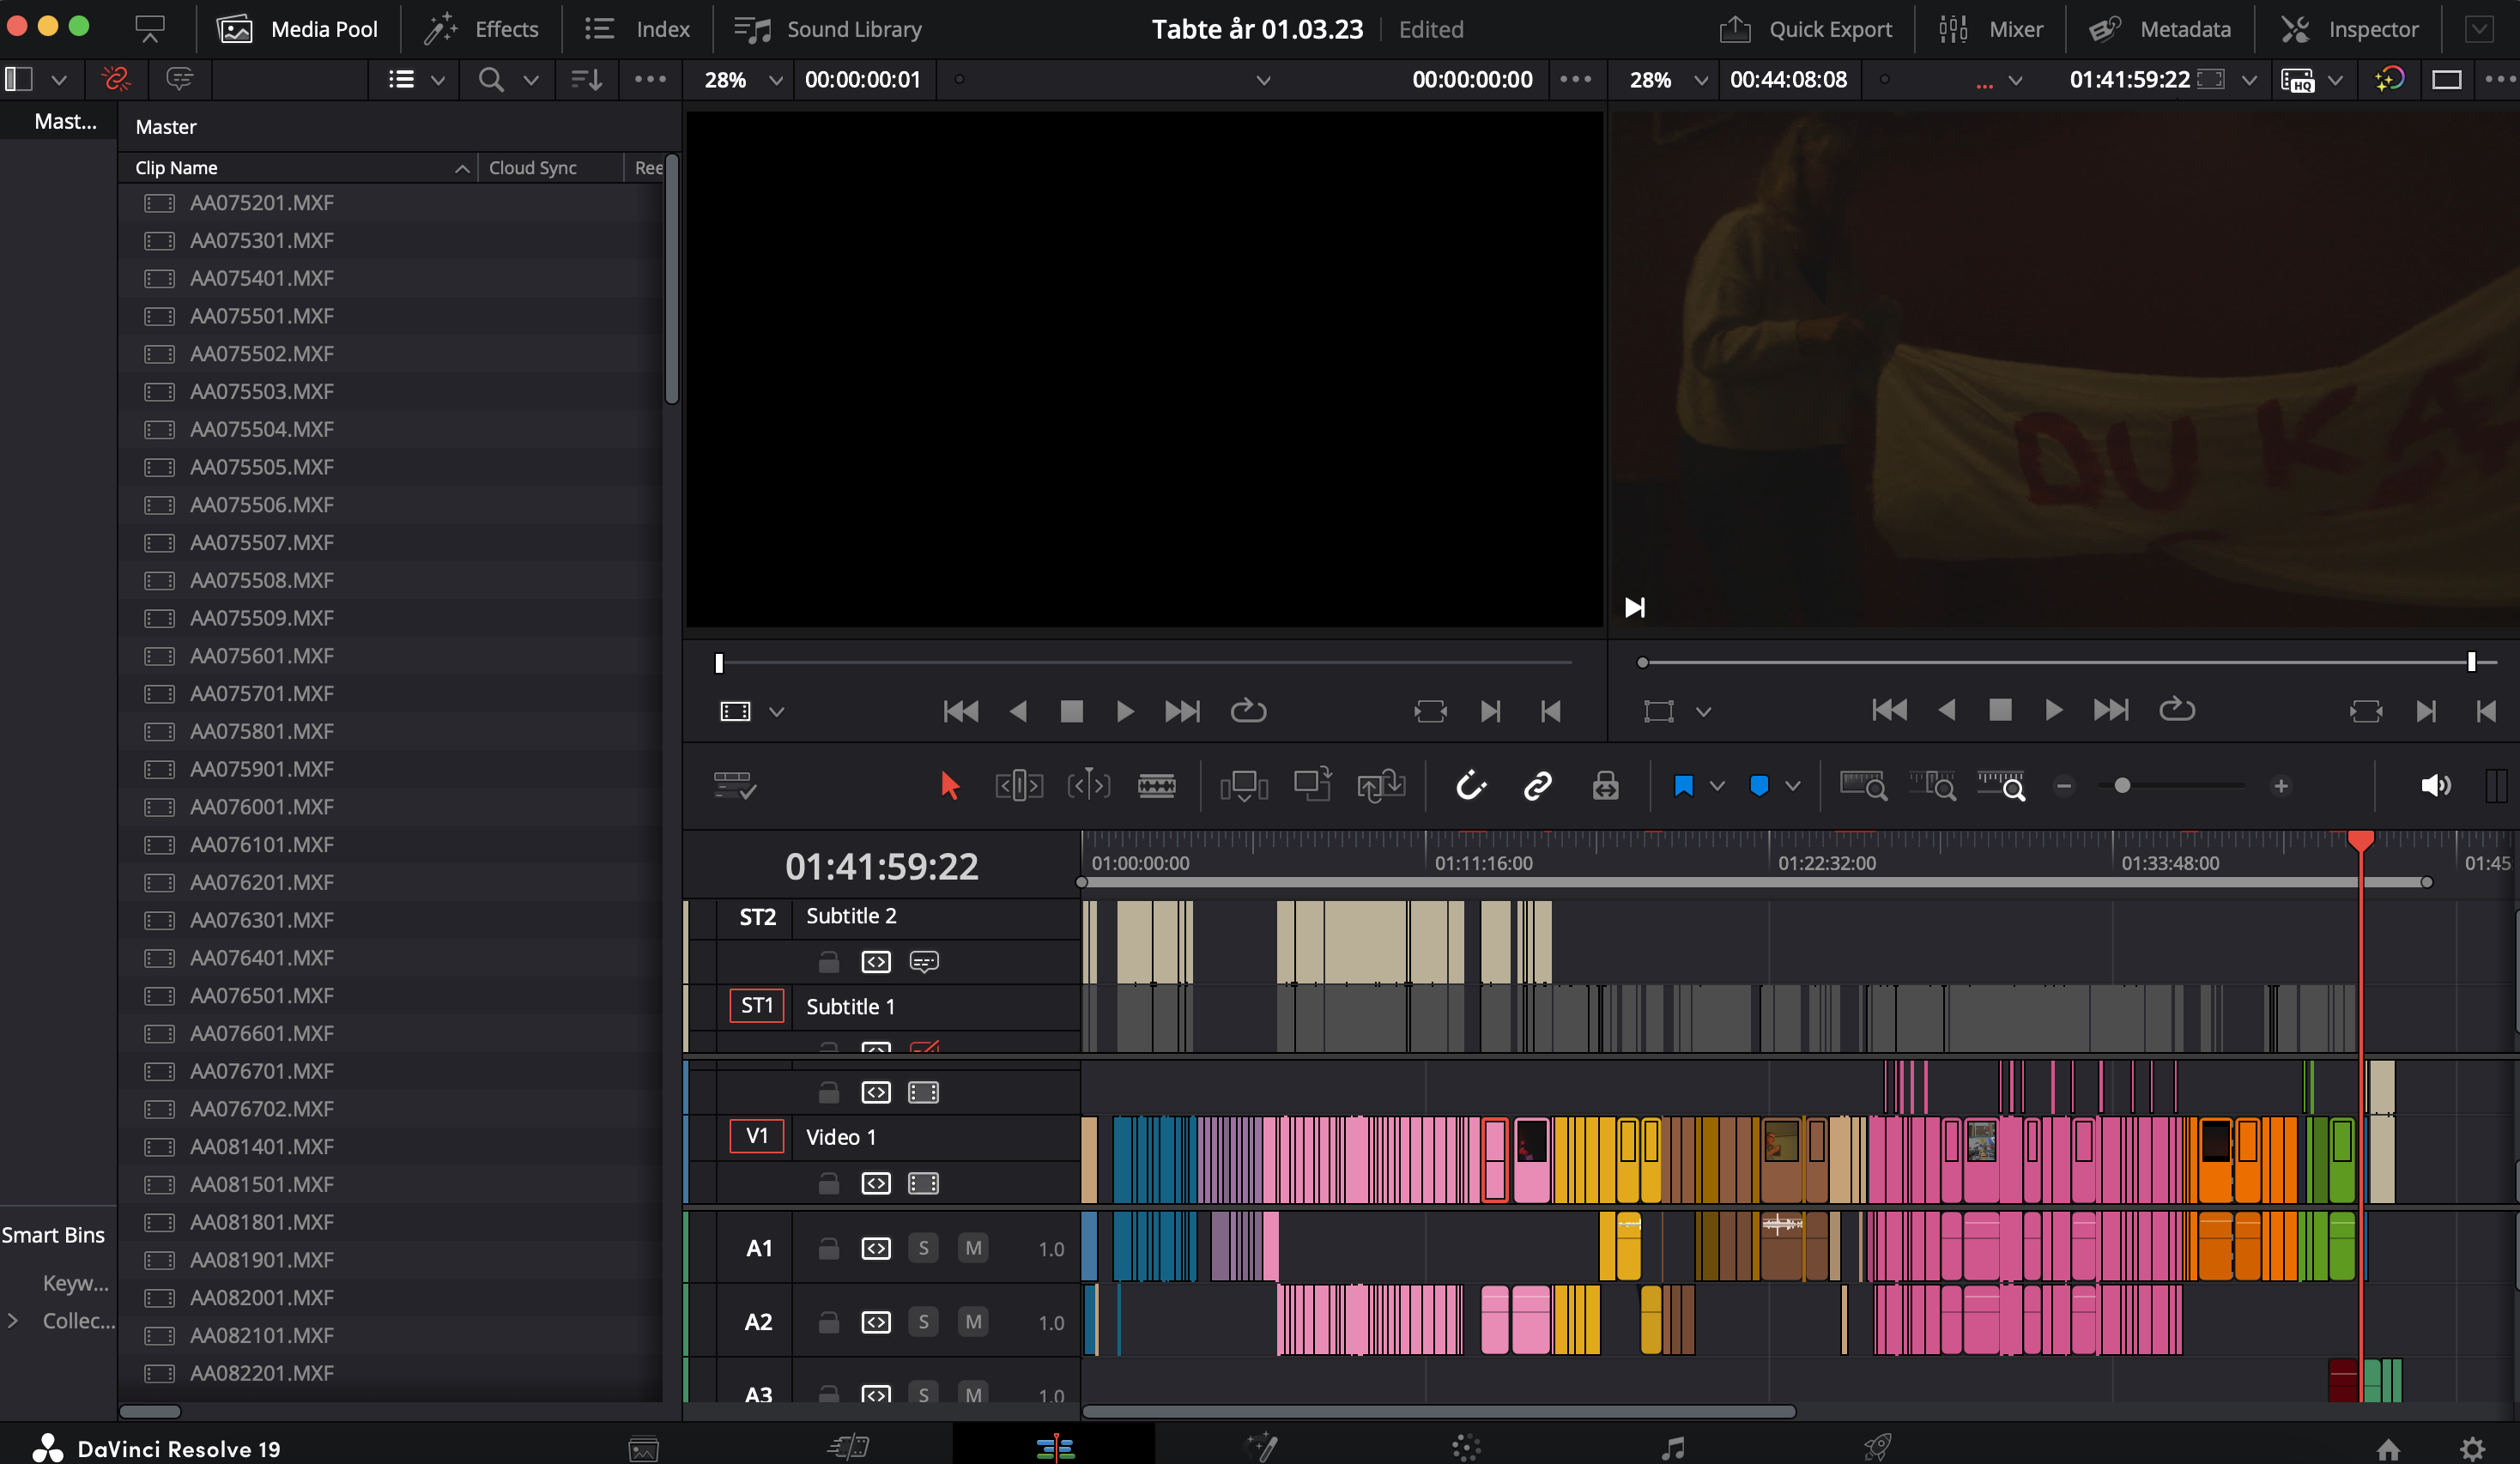 Media Pool
Effects
Index
Sound Library
Tabte år 01.03.23
Edited
Quick Export
Mixer
Metadata
Inspector
28%
00:00:00:01
00:00:00:00
28%
00:44:08:08
...
01:41:59:22
HQ
Mast...
Master
Clip Name
Cloud Sync
Ree
AA075201.MXF
AA075301.MXF
AA075401.MXF
AA075501.MXF
AA075502.MXF
AA075503.MXF
AA075504.MXF
AA075505.MXF
AA075506.MXF
AA075507.MXF
AA075508.MXF
AA075509.MXF
AA075601.MXF
AA075701.MXF
AA075801.MXF
AA075901.MXF
AA076001.MXF
AA076101.MXF
AA076201.MXF
AA076301.MXF
AA076401.MXF
AA076501.MXF
AA076601.MXF
AA076701.MXF
AA076702.MXF
AA081401.MXF
AA081501.MXF
AA081801.MXF
AA081901.MXF
AA082001.MXF
AA082101.MXF
AA082201.MXF
Smart Bins
Keyw...
Collec...
DU KA
01:41:59:22
01:00:00:00
01:11:16:00
01:22:32:00
01:33:48:00
01:45
ST2
Subtitle 2
ST1
Subtitle 1
V1
Video 1
A1
S
M
1.0
A2
S
M
1.0
A3
S
M
1.0
DaVinci Resolve 19